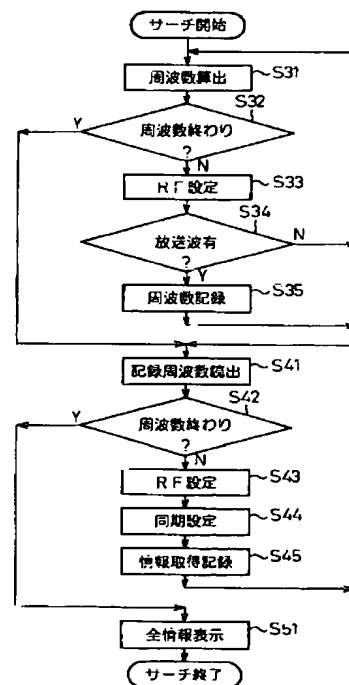 サーチ開始
周波数算出 S31
S32
Y 周波数終わり
?
N
RF設定 S33
S34
放送波有 N
?
Y
周波数記録 S35
記録周波数読出 S41
S42
Y 周波数終わり
?
N
RF設定 S43
同期設定 S44
情報取得記録 S45
全情報表示 S51
サーチ終了